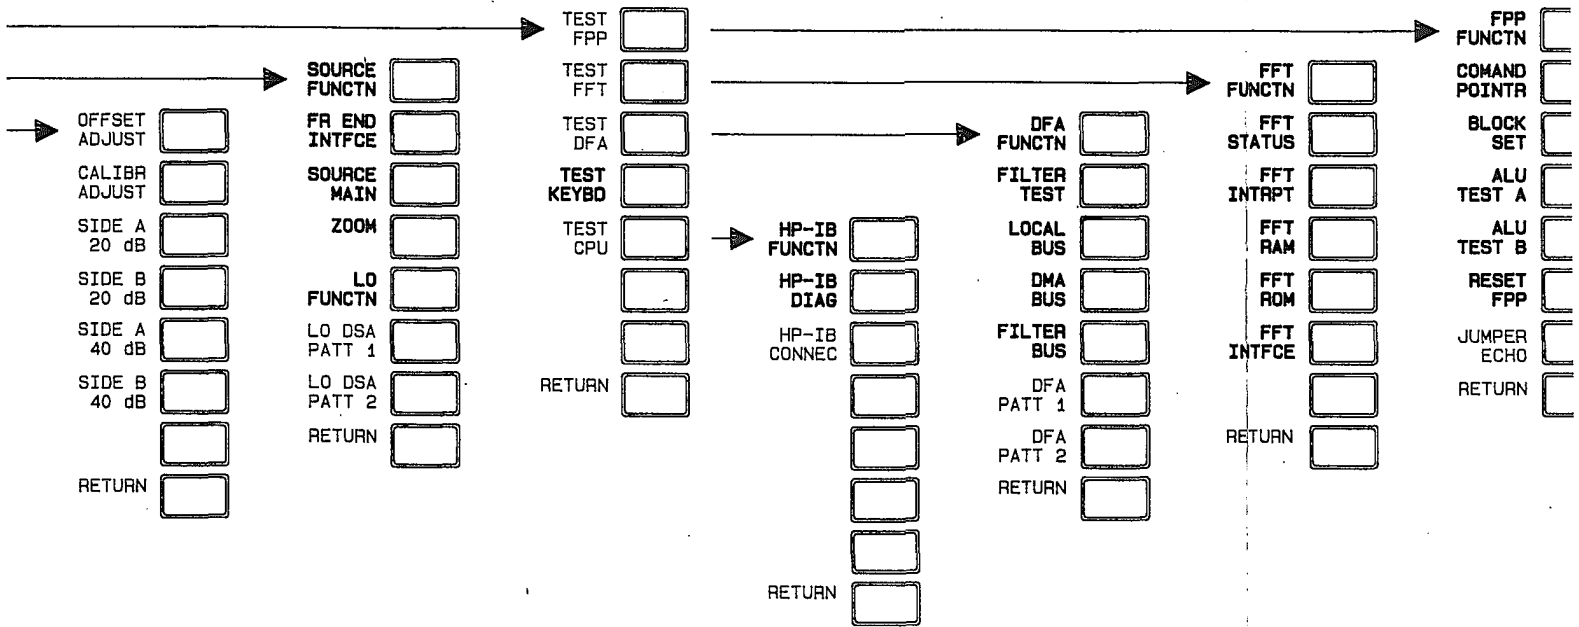 OFFSET
ADJUST
CALIBR
ADJUST
SIDE A
20 dB
SIDE B
20 dB
SIDE A
40 dB
SIDE B
40 dB
RETURN
SOURCE
FUNCTN
FR END
INTFCE
SOURCE
MAIN
ZOOM
LO
FUNCTN
LO DSA
PATT 1
LO DSA
PATT 2
RETURN
TEST
FPP
TEST
FFT
TEST
DFA
TEST
KEYBD
TEST
CPU
RETURN
HP-IB
FUNCTN
HP-IB
DIAG
HP-IB
CONNEC
RETURN
DFA
FUNCTN
FILTER
TEST
LOCAL
BUS
DMA
BUS
FILTER
BUS
DFA
PATT 1
DFA
PATT 2
RETURN
FFT
FUNCTN
FFT
STATUS
FFT
INTRPT
FFT
RAM
FFT
ROM
FFT
INTFCE
RETURN
FPP
FUNCTN
COMAND
POINTR
BLOCK
SET
ALU
TEST A
ALU
TEST B
RESET
FPP
JUMPER
ECHO
RETURN